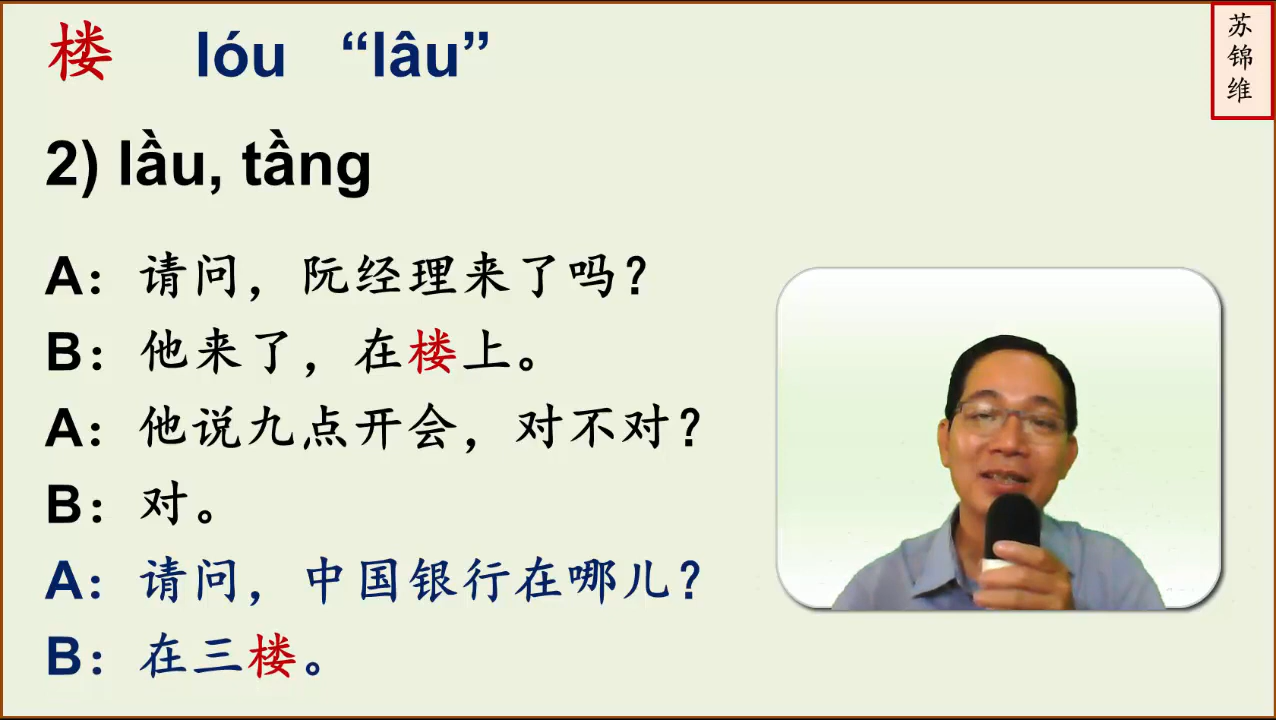 楼 lóu “lâu”
苏锦维
2) lầu, tầng
A：请问，阮经理来了吗？
B：他来了，在楼上。
A：他说九点开会，对不对？
B：对。
A：请问，中国银行在哪儿？
B：在三楼。